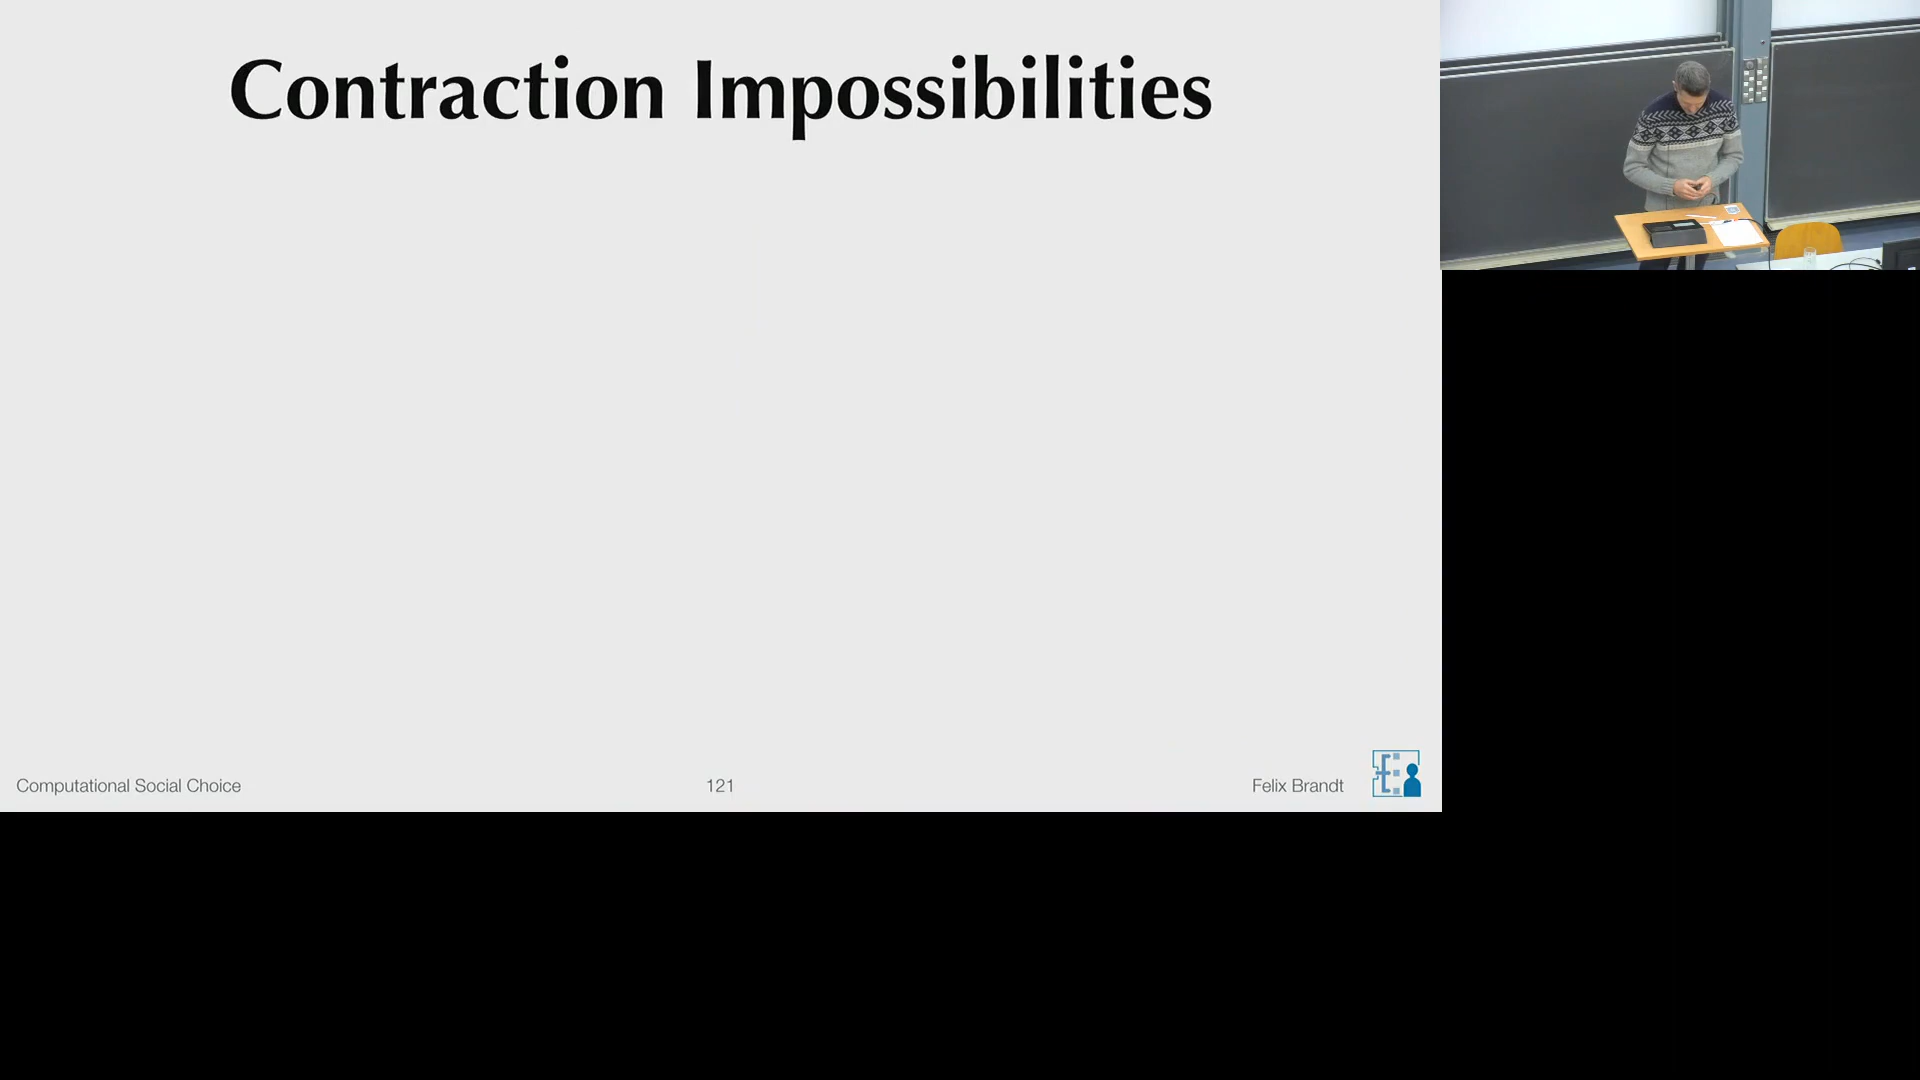 Contraction Impossibilities
Computational Social Choice
121
Felix Brandt